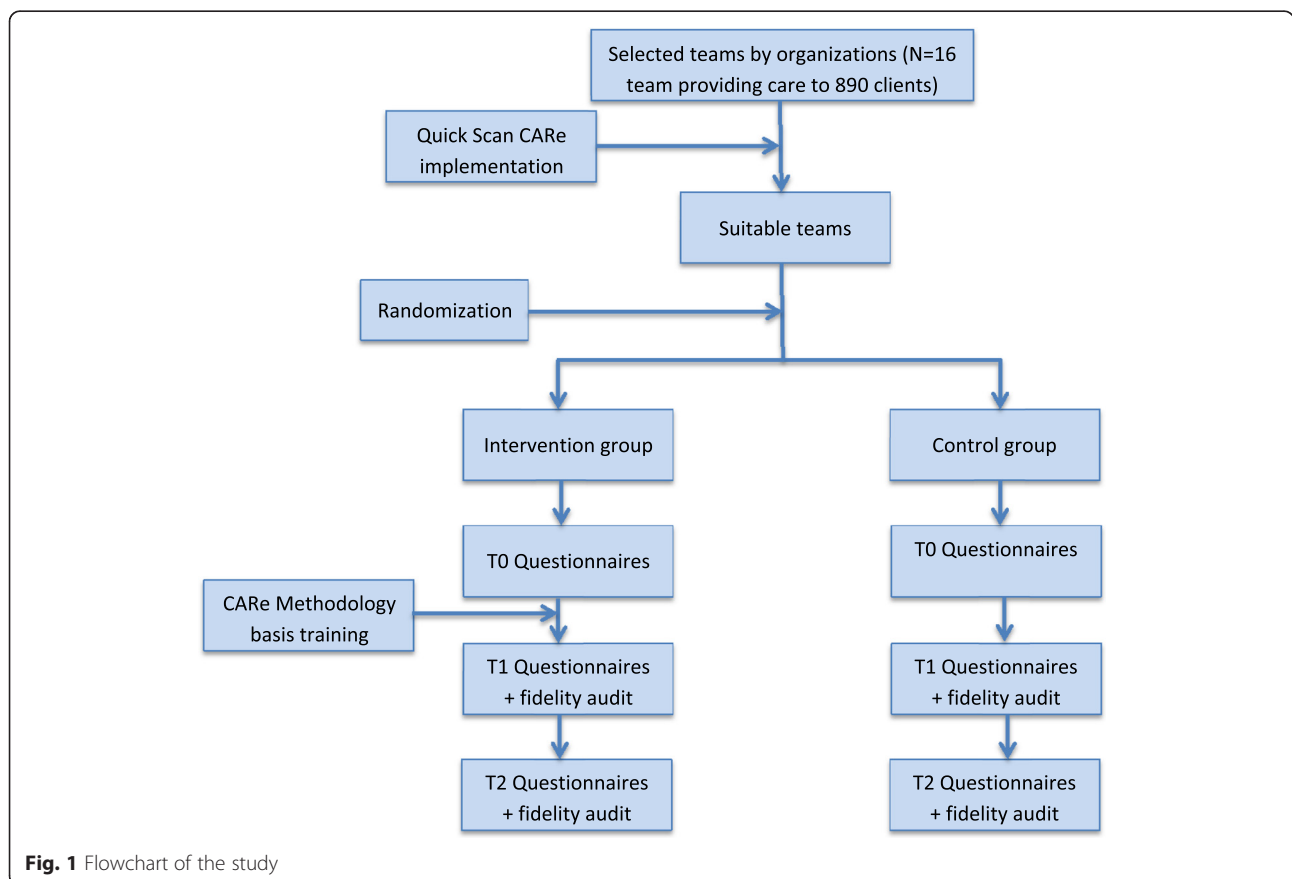 Selected teams by organizations (N=16
team providing care to 890 clients)
Quick Scan CARe
implementation
Suitable teams
Randomization
Intervention group
Control group
T0 Questionnaires
T0 Questionnaires
CARe Methodology
basis training
T1 Questionnaires
+ fidelity audit
T1 Questionnaires
+ fidelity audit
T2 Questionnaires
+ fidelity audit
T2 Questionnaires
+ fidelity audit
Fig. 1 Flowchart of the study